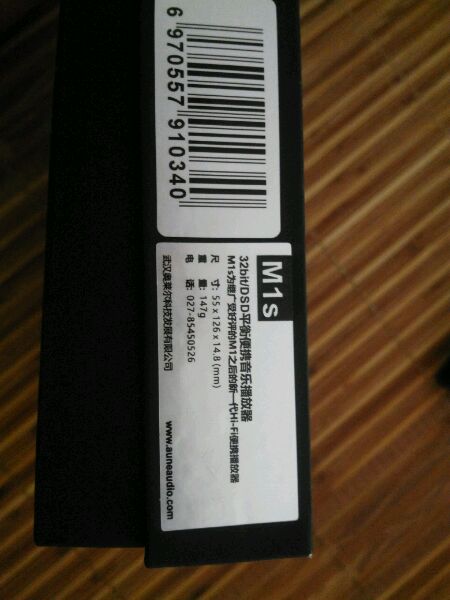 6 970557 910340
M1s
32bit/DSD平衡便携音乐播放器
M1s为继广受好评的M1之后的新一代Hi-Fi便携播放器
尺 寸: 55 x 126 x 14.8 (mm)
重 量: 147g
电 话: 027-85450526
武汉奥莱尔科技发展有限公司 www.auneaudio.com